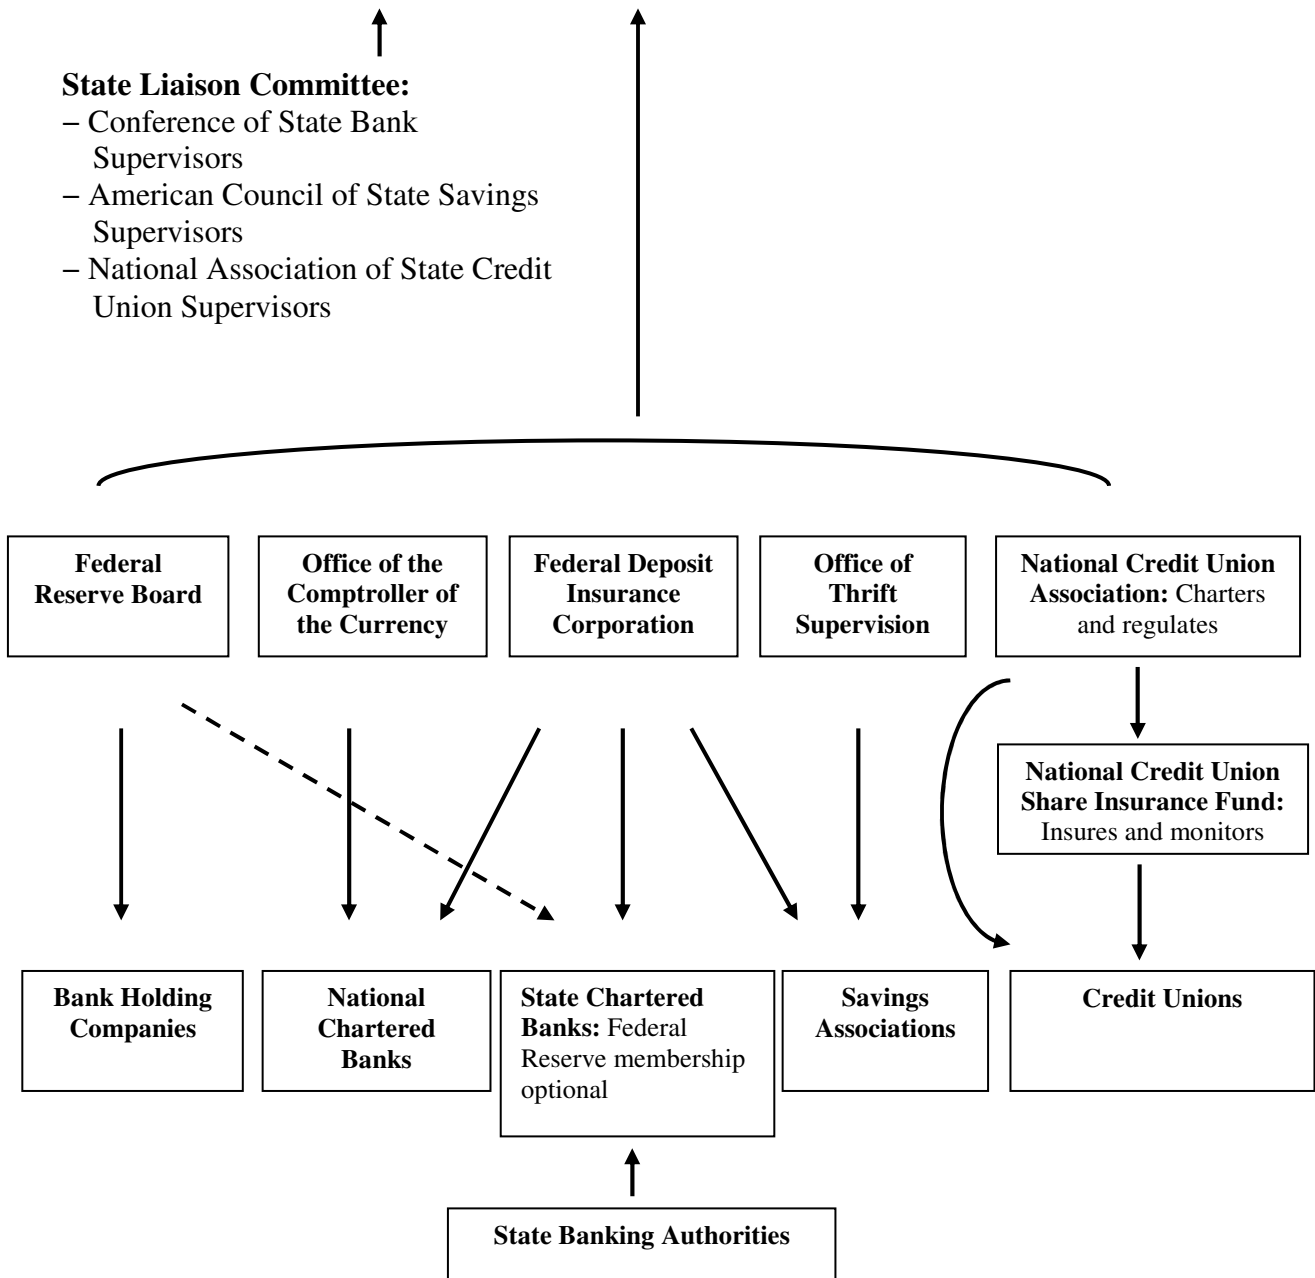 State Liaison Committee:
– Conference of State Bank
Supervisors
– American Council of State Savings
Supervisors
– National Association of State Credit
Union Supervisors
Federal
Reserve Board
Office of the
Comptroller of
the Currency
Federal Deposit
Insurance
Corporation
Office of
Thrift
Supervision
National Credit Union
Association: Charters
and regulates
National Credit Union
Share Insurance Fund:
Insures and monitors
Bank Holding
Companies
National
Chartered
Banks
State Chartered
Banks: Federal
Reserve membership
optional
Savings
Associations
Credit Unions
State Banking Authorities